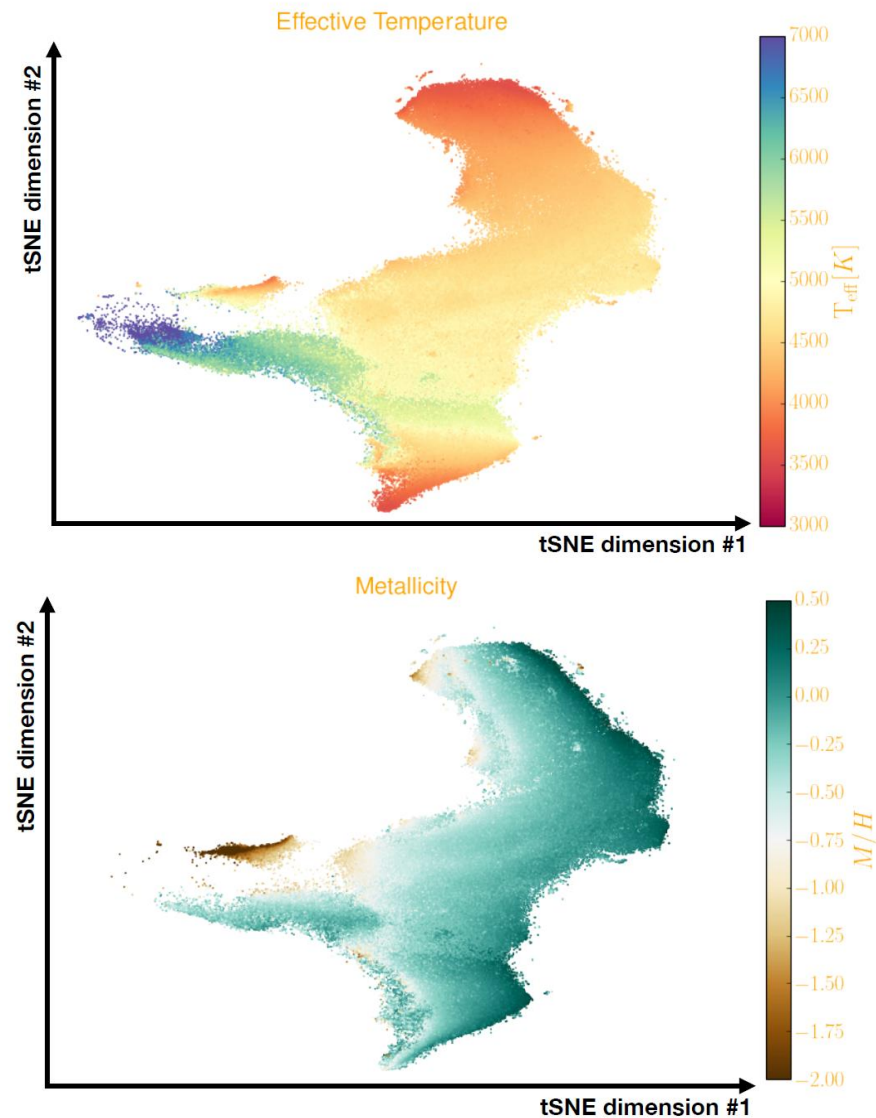 Effective Temperature
tSNE dimension #2
7000
6500
6000
5500
5000
4500
4000
3500
3000
T eff [K]
tSNE dimension #1
Metallicity
tSNE dimension #2
0.50
0.25
0.00
−0.25
−0.50
−0.75
−1.00
−1.25
−1.50
−1.75
−2.00
M/H
tSNE dimension #1